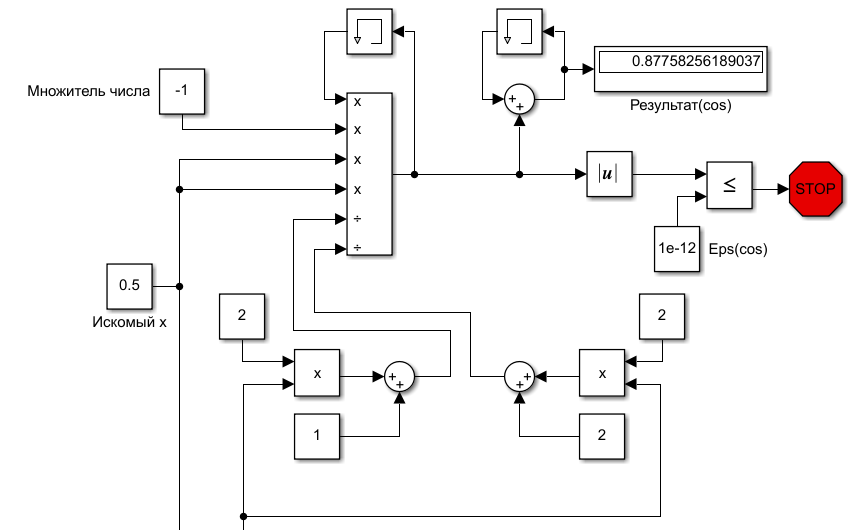 0.87758256189037
Результат(cos)
Множитель числа
-1
x
x
x
x
÷
÷
+
+
|u|
≤
STOP
1e-12
Eps(cos)
0.5
Искомый x
2
2
x
+
+
+
+
x
1
2